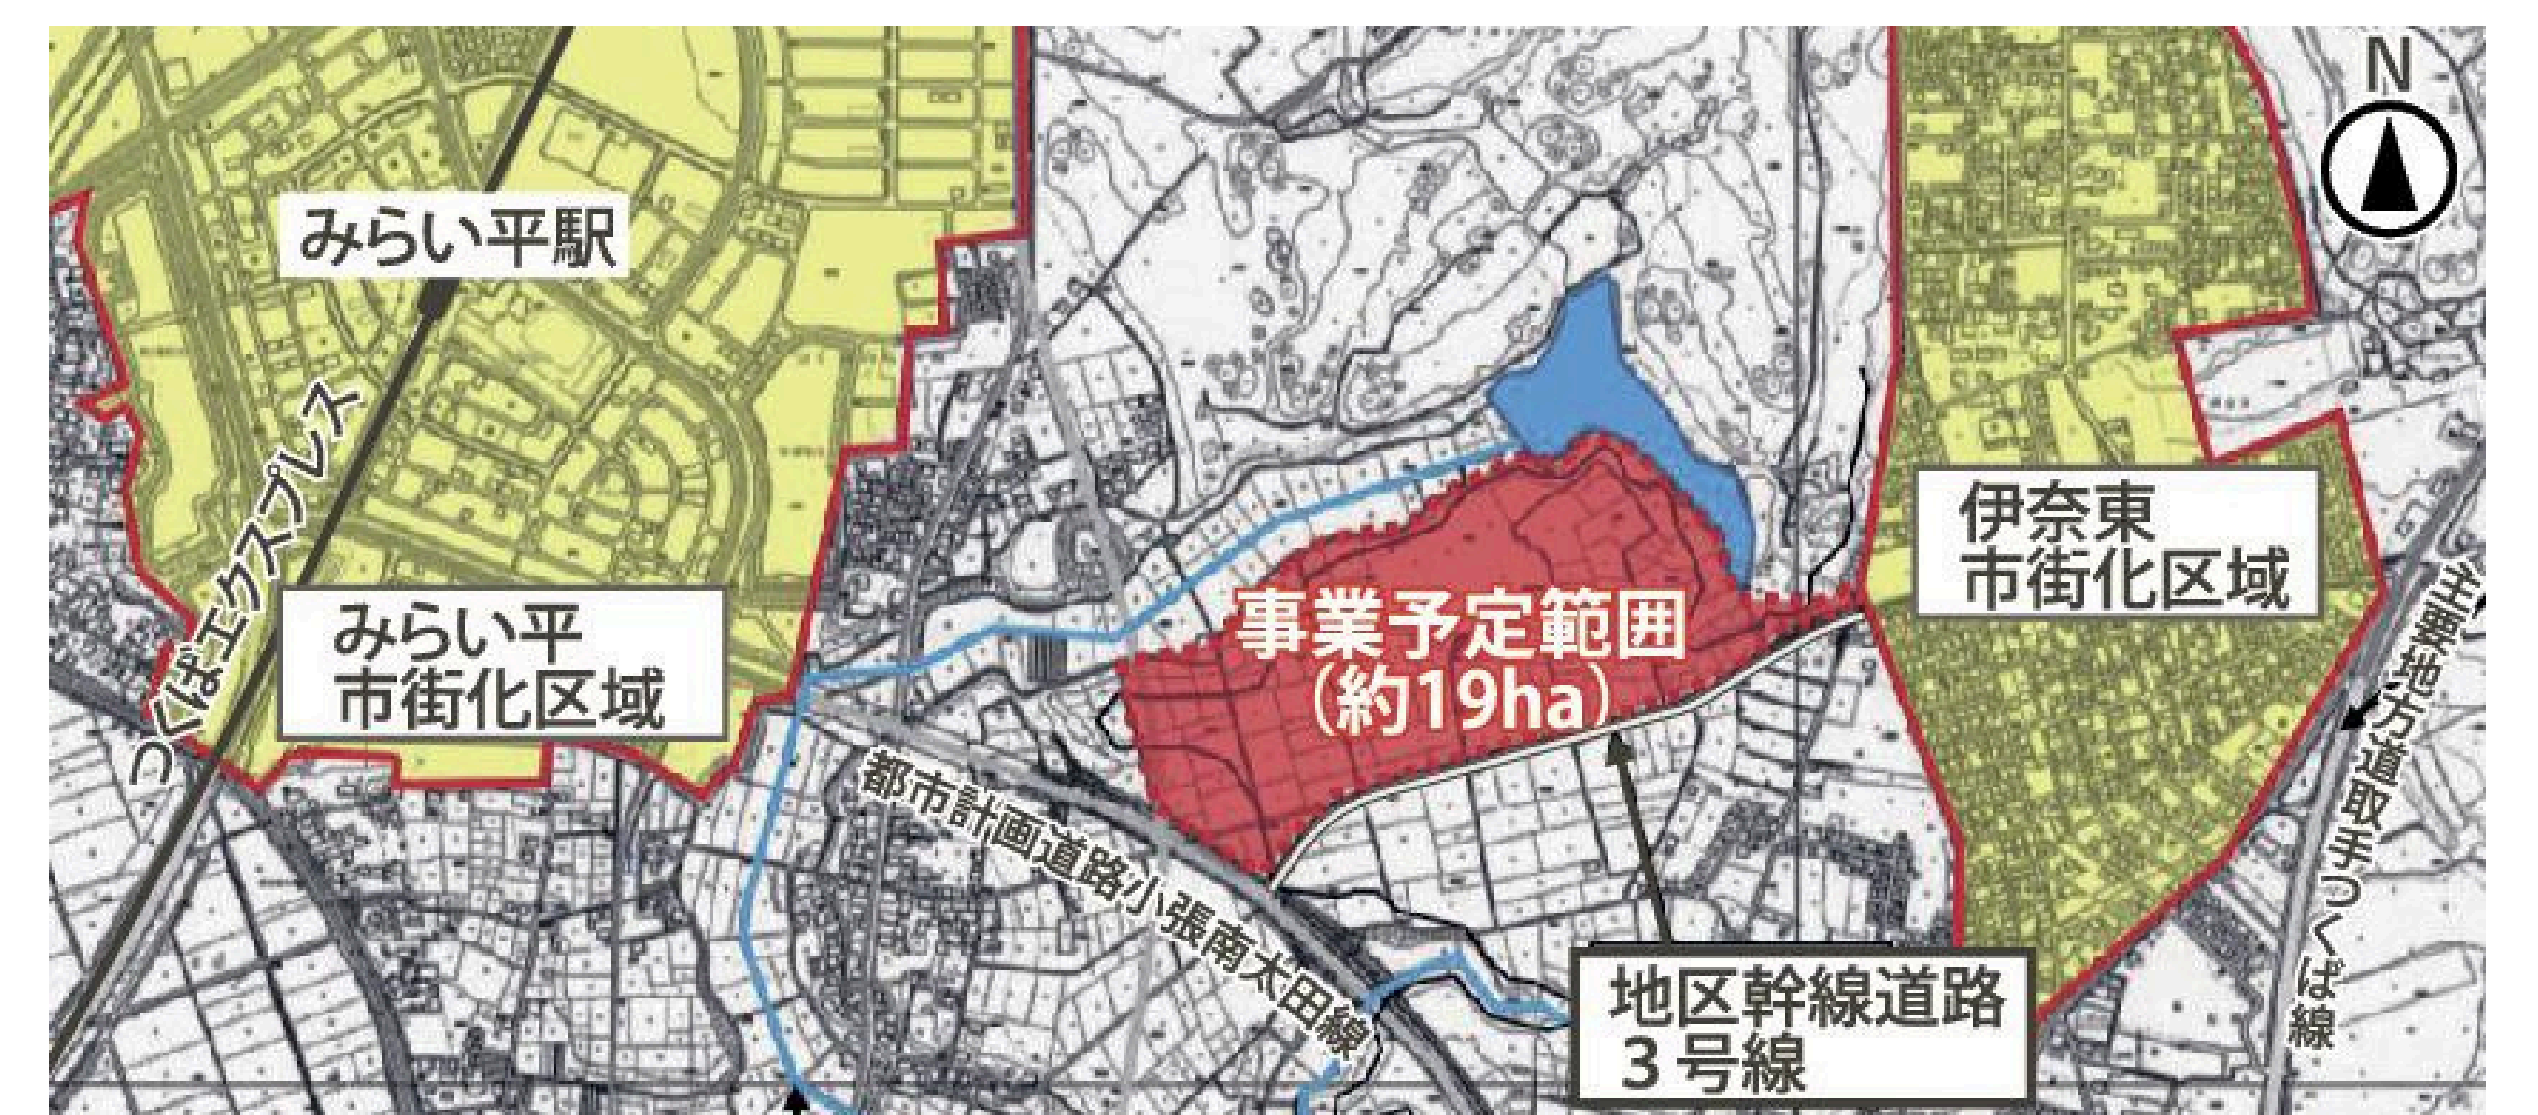 N
みらい平駅
つくばエクスプレス
みらい平
市街化区域
伊奈東
市街化区域
事業予定範囲
（約19ha）
主要地方道取手つくば線
都市計画道路小張南太田線
地区幹線道路
３号線